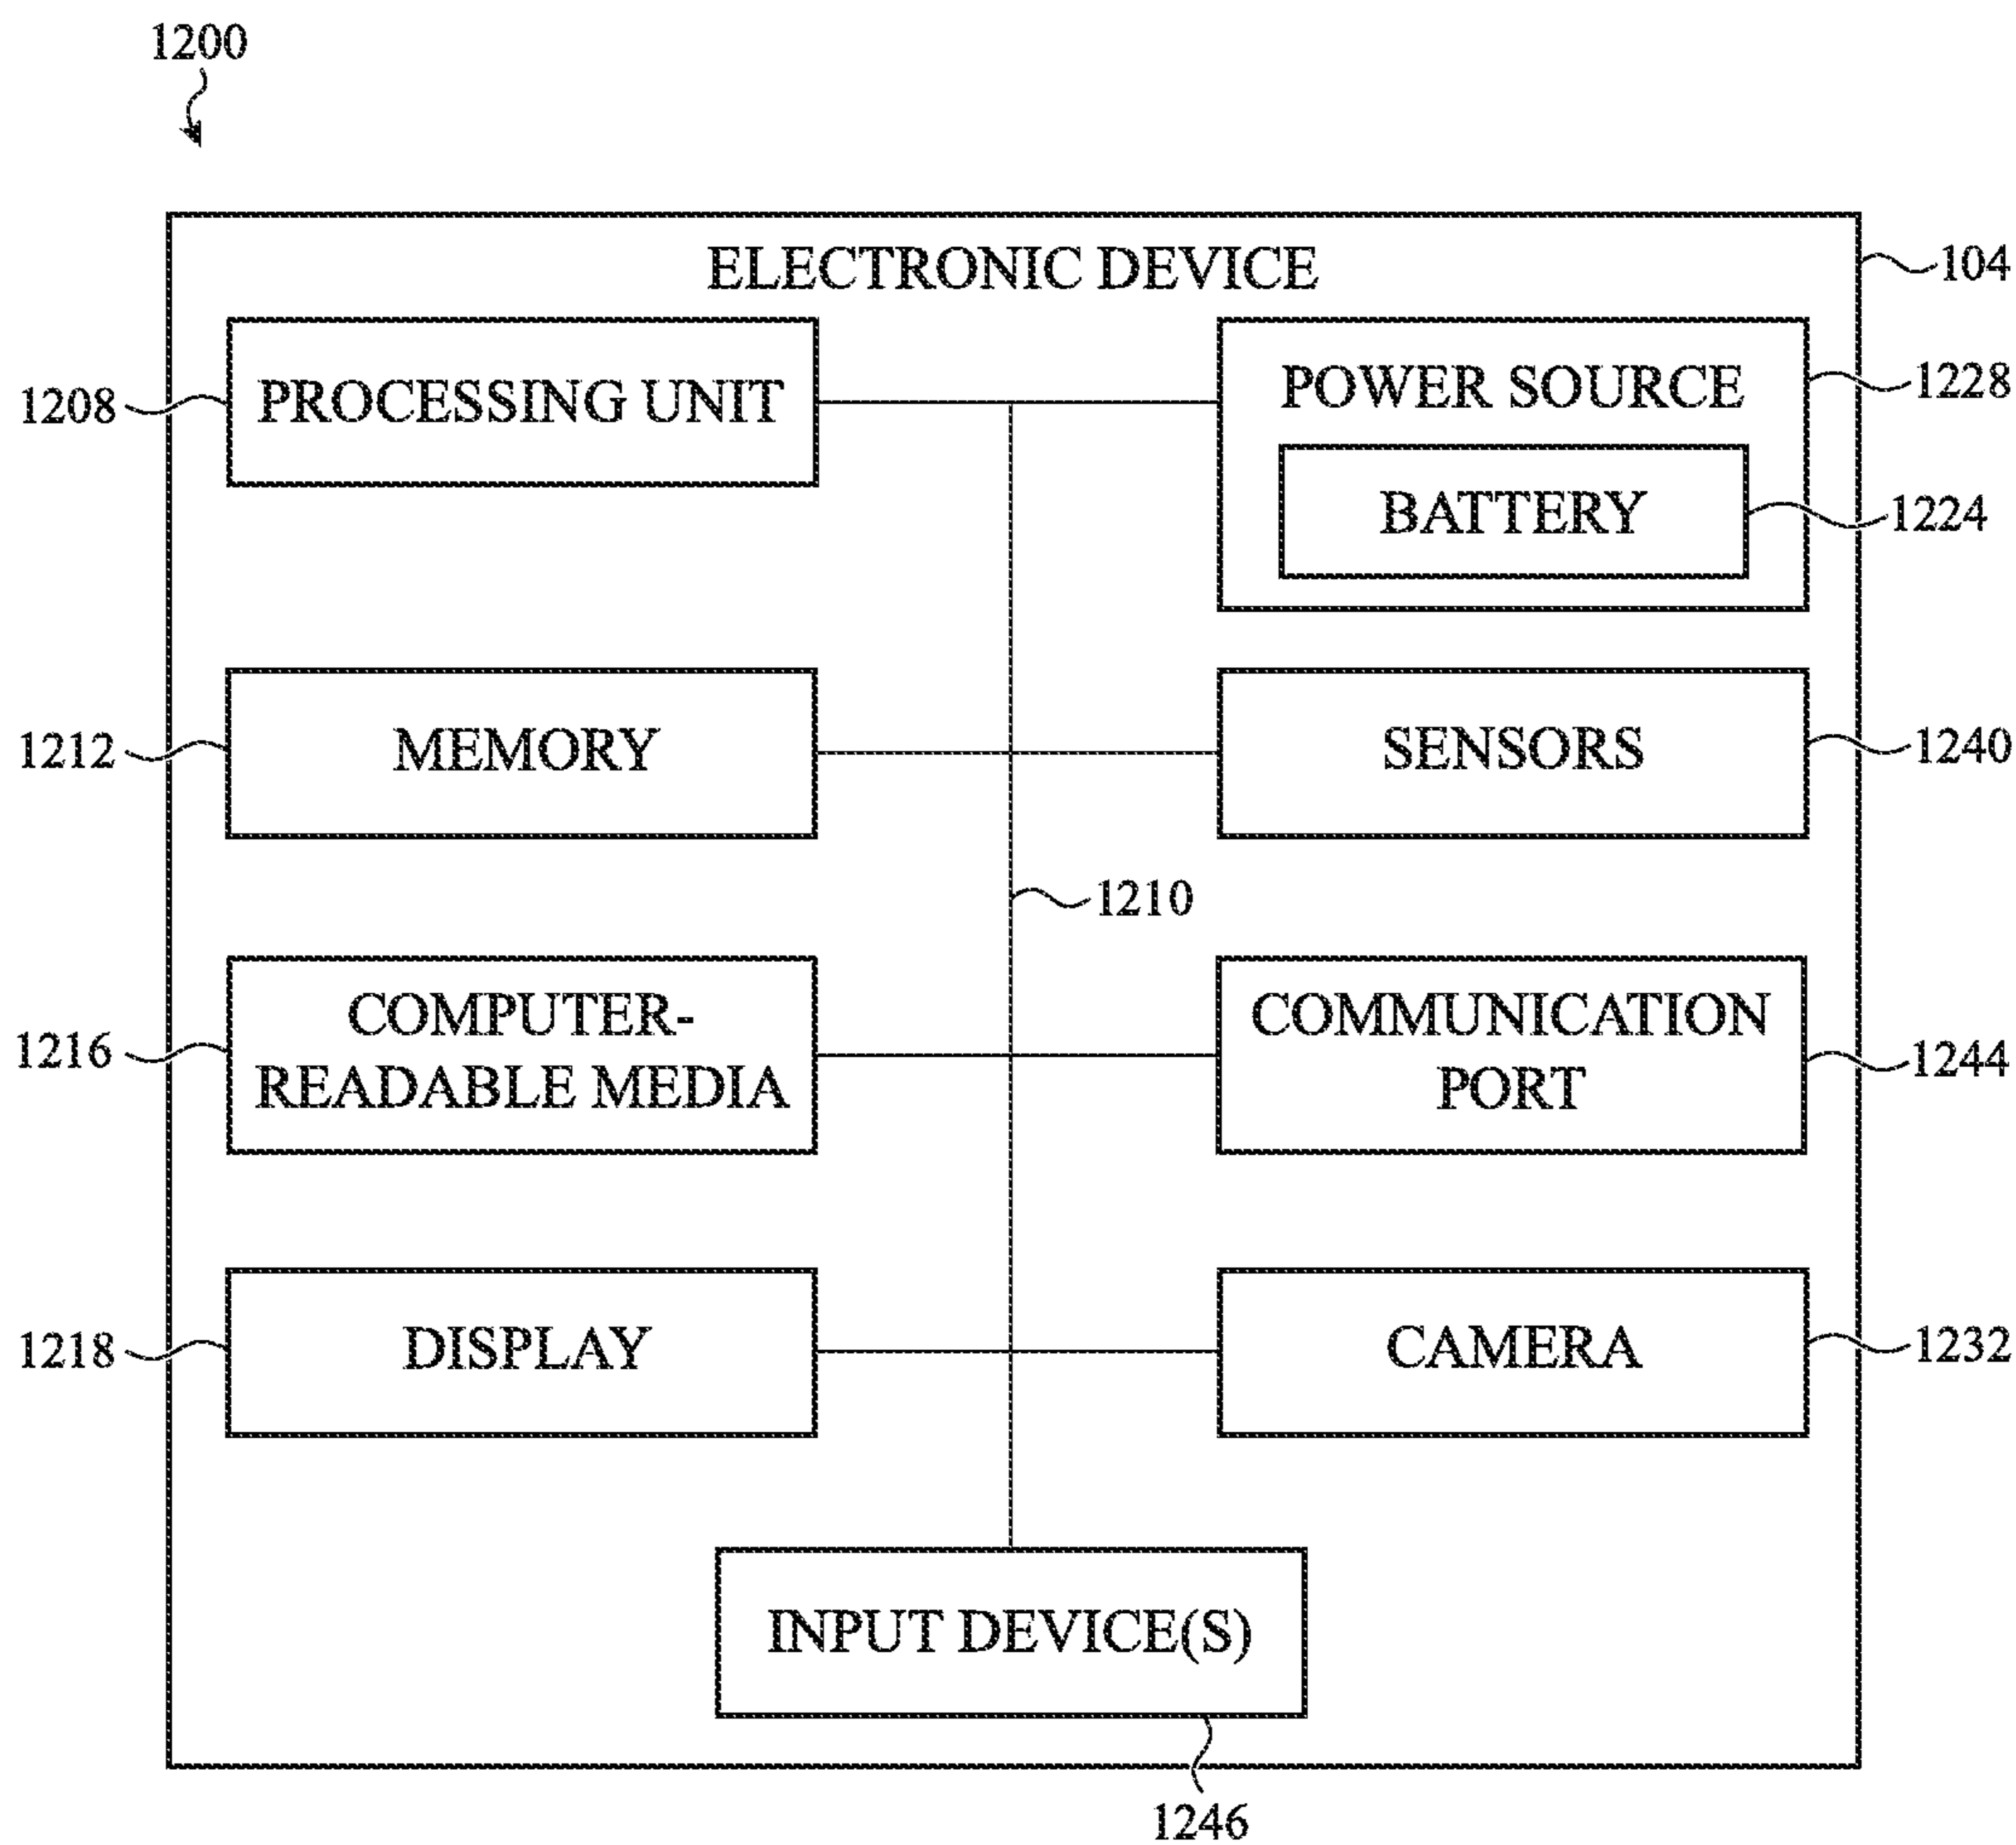 1200
ELECTRONIC DEVICE
104
1208
PROCESSING UNIT
POWER SOURCE
1228
BATTERY
1224
1212
MEMORY
SENSORS
1240
1210
1216
COMPUTER-
READABLE MEDIA
COMMUNICATION
PORT
1244
1218
DISPLAY
CAMERA
1232
INPUT DEVICE(S)
1246